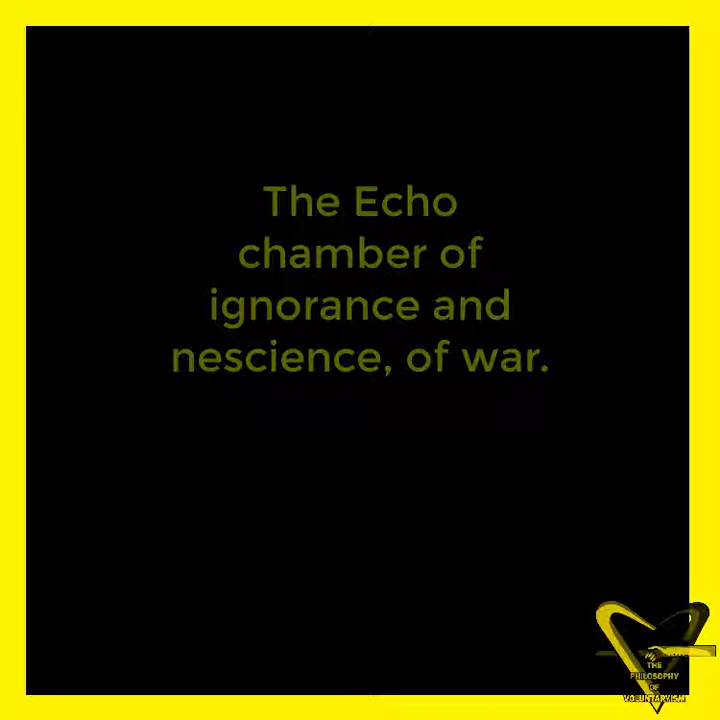 The Echo
chamber of
ignorance and
nescience, of war.
THE
PHILOSOPHY
OF
VOLUNTARYISM